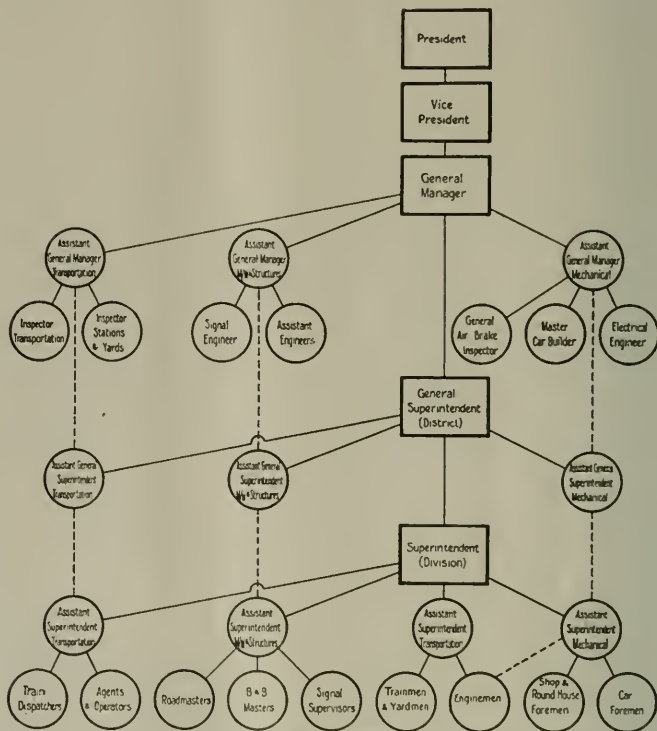 President
Vice
President
General
Manager
Assistant
General Manager
Transportation
Assistant
General Manager
M/W & Structures
Assistant
General Manager
Mechanical
Inspector
Transportation
Inspector
Stations
& Yards
Signal
Engineer
Assistant
Engineers
General
Air Brake
Inspector
Master
Car Builder
Electrical
Engineer
General
Superintendent
(District)
Assistant General
Superintendent
Transportation
Assistant General
Superintendent
M/W & Structures
Assistant General
Superintendent
Mechanical
Superintendent
(Division)
Assistant
Superintendent
Transportation
Assistant
Superintendent
M/W & Structures
Assistant
Superintendent
Transportation
Assistant
Superintendent
Mechanical
Train
Dispatchers
Agents
& Operators
Roadmasters
B & B
Masters
Signal
Supervisors
Trainmen
& Yardmen
Enginemen
Shop &
Round House
Foremen
Car
Foremen